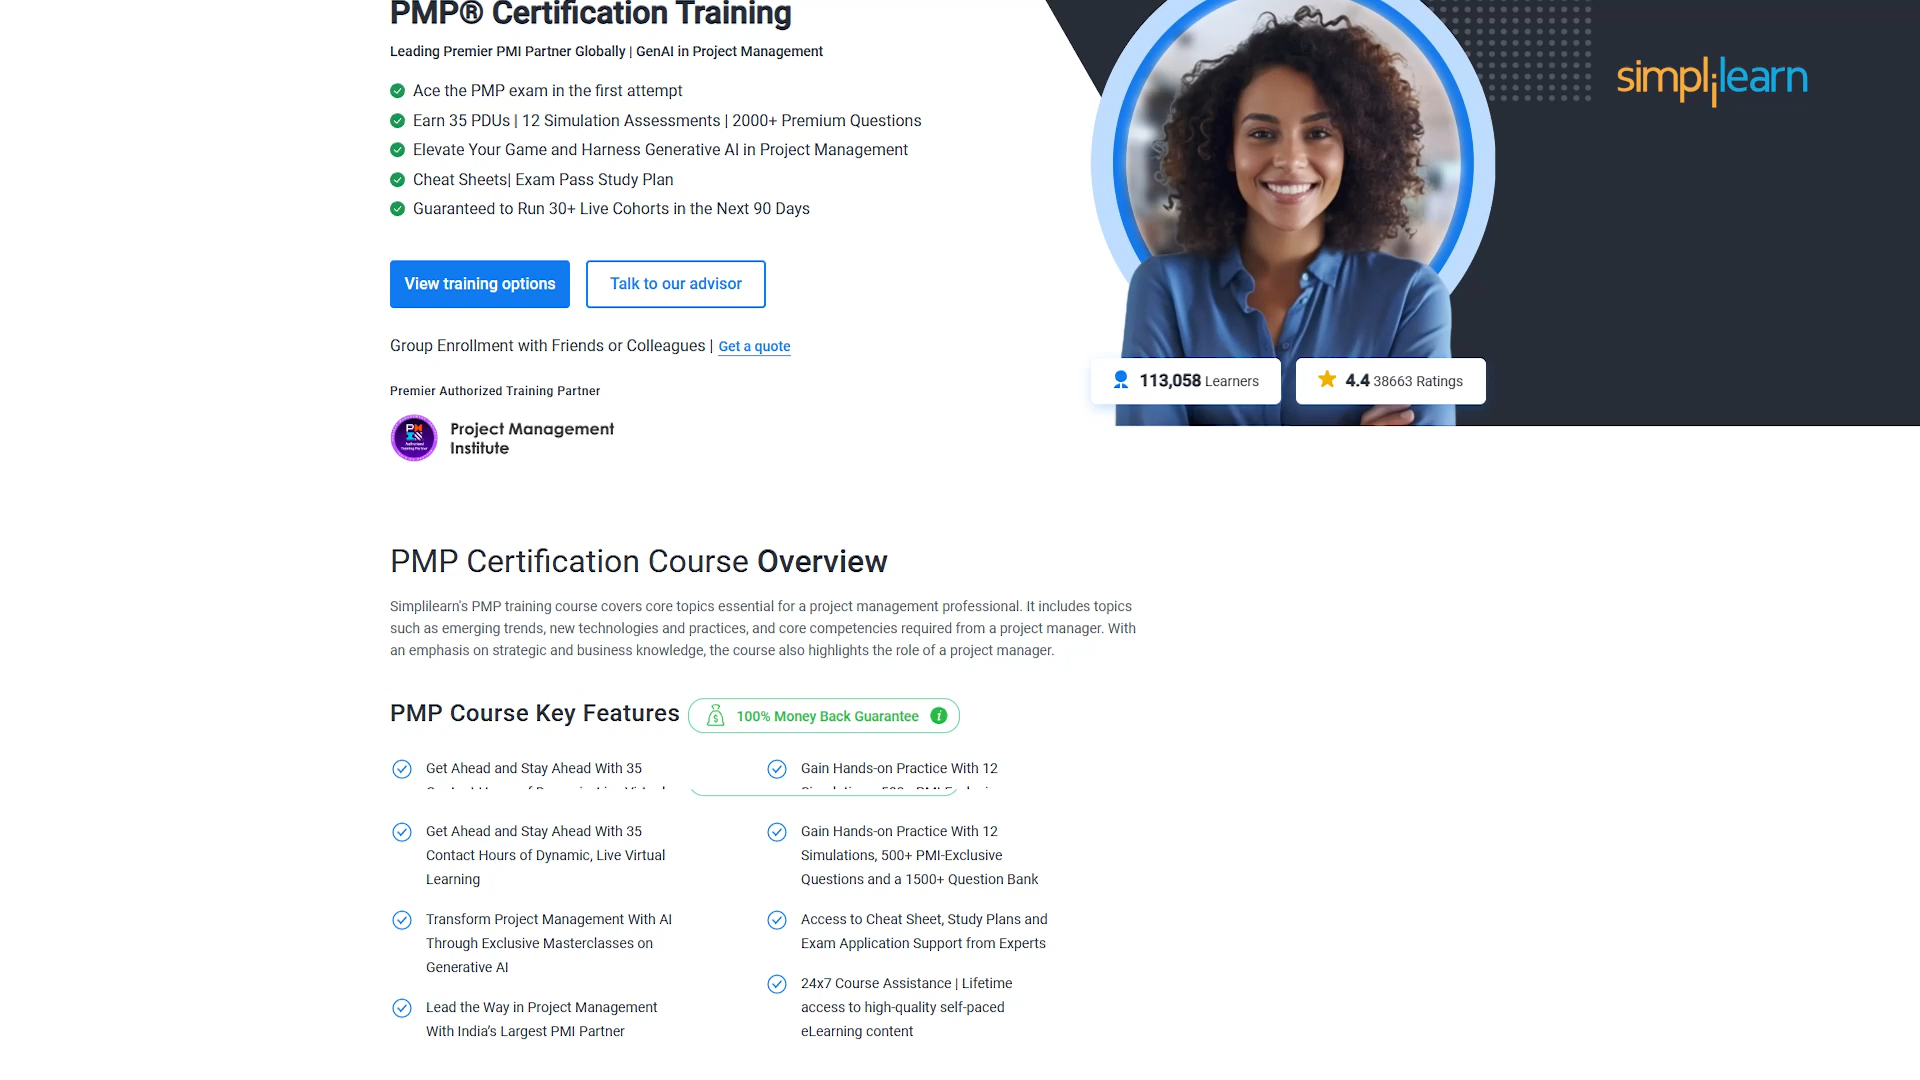 PMP® Certification Training
Leading Premier PMI Partner Globally | GenAI in Project Management
Ace the PMP exam in the first attempt
Earn 35 PDUs | 12 Simulation Assessments | 2000+ Premium Questions
Elevate Your Game and Harness Generative AI in Project Management
Cheat Sheets| Exam Pass Study Plan
Guaranteed to Run 30+ Live Cohorts in the Next 90 Days
View training options
Talk to our advisor
Group Enrollment with Friends or Colleagues | Get a quote
Premier Authorized Training Partner
Project Management
Institute
simplilearn
113,058 Learners
4.4 38663 Ratings
PMP Certification Course Overview
Simplilearn's PMP training course covers core topics essential for a project management professional. It includes topics
such as emerging trends, new technologies and practices, and core competencies required from a project manager. With
an emphasis on strategic and business knowledge, the course also highlights the role of a project manager.
PMP Course Key Features
100% Money Back Guarantee
Get Ahead and Stay Ahead With 35
Gain Hands-on Practice With 12
Get Ahead and Stay Ahead With 35
Contact Hours of Dynamic, Live Virtual
Learning
Transform Project Management With AI
Through Exclusive Masterclasses on
Generative AI
Lead the Way in Project Management
With India’s Largest PMI Partner
Gain Hands-on Practice With 12
Simulations, 500+ PMI-Exclusive
Questions and a 1500+ Question Bank
Access to Cheat Sheet, Study Plans and
Exam Application Support from Experts
24x7 Course Assistance | Lifetime
access to high-quality self-paced
eLearning content